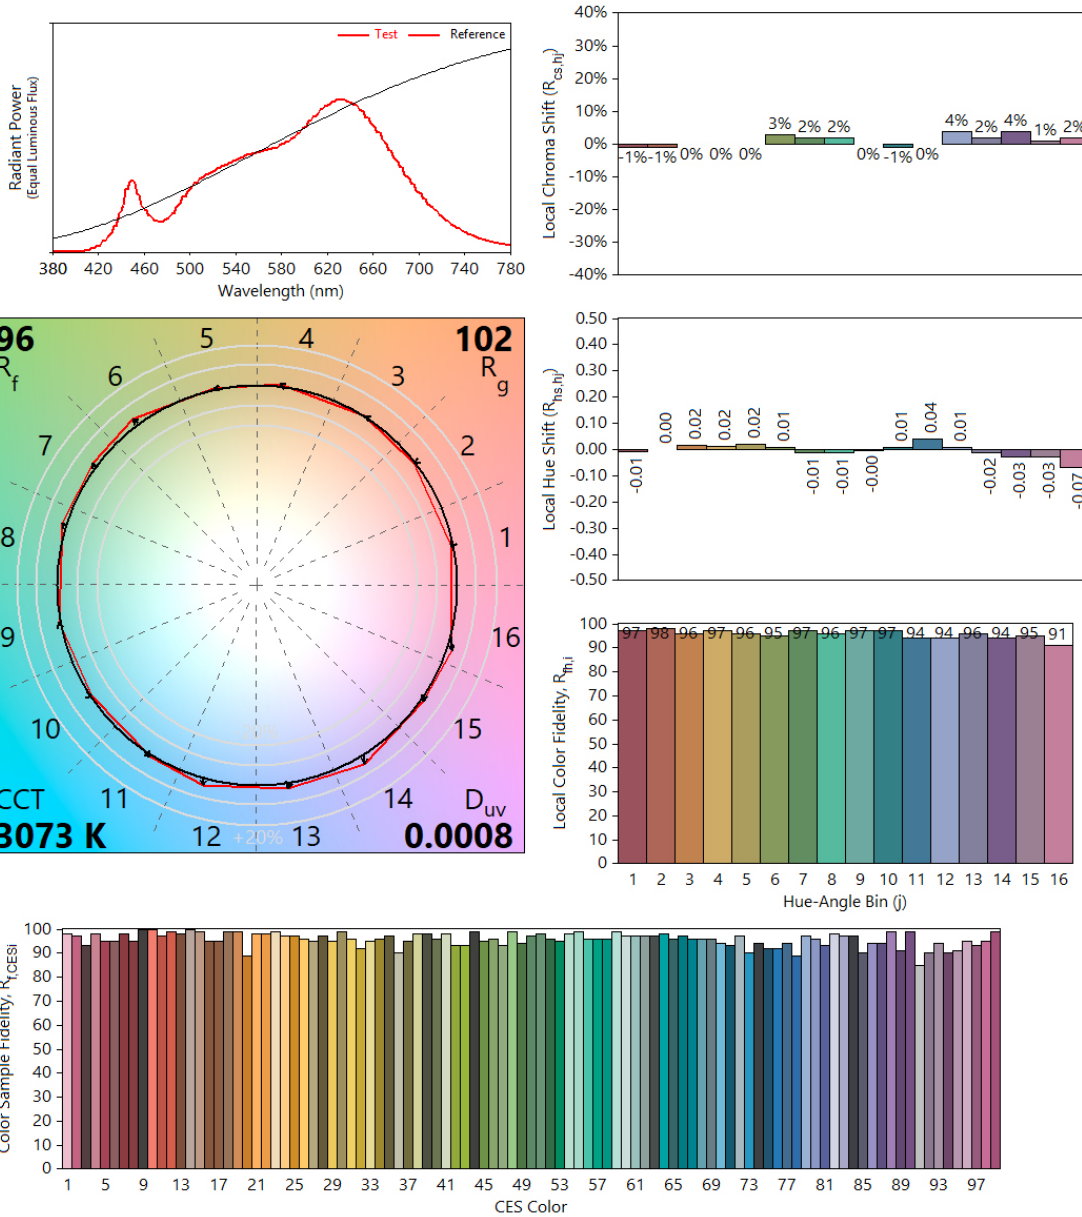 Test Reference
Radiant Power
(Equal Luminous Flux)
380 420 460 500 540 580 620 660 700 740 780
Wavelength (nm)
Local Chroma Shift (Rcs,hj)
40%
30%
20%
10%
0%
-10%
-20%
-30%
-40%
-1% -1% 0% 0% 0% 3% 2% 2% 0% -1% 0% 4% 2% 4% 1% 2%
96
Rf
102
Rg
5 4
6 3
7 2
8 1
9 16
10 15
11 14
12 +20% 13
CCT
3073 K
Duv
0.0008
Local Hue Shift (Rhs,hj)
0.50
0.40
0.30
0.20
0.10
0.00
-0.10
-0.20
-0.30
-0.40
-0.50
-0.01 0.00 0.02 0.02 0.02 0.01 -0.01 -0.01 -0.00 0.01 0.04 0.01 -0.02 -0.03 -0.03 -0.07
Local Color Fidelity, Rfh,i
100
90
80
70
60
50
40
30
20
10
0
97 98 96 97 96 95 97 96 97 97 94 94 96 94 95 91
1 2 3 4 5 6 7 8 9 10 11 12 13 14 15 16
Hue-Angle Bin (j)
Color Sample Fidelity, Rf,CESi
100
90
80
70
60
50
40
30
20
10
0
1 5 9 13 17 21 25 29 33 37 41 45 49 53 57 61 65 69 73 77 81 85 89 93 97
CES Color